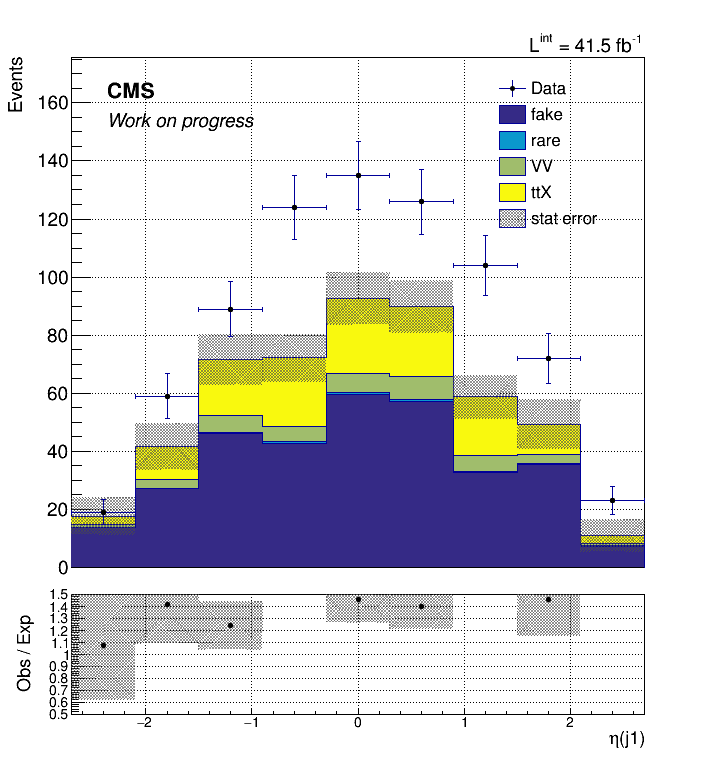 L^int = 41.5 fb^-1
Events
CMS
Work on progress
Data
fake
rare
VV
ttX
stat error
160
140
120
100
80
60
40
20
0
Obs / Exp
1.5
1.4
1.3
1.2
1.1
1
0.9
0.8
0.7
0.6
0.5
−2
−1
0
1
2
η(j1)